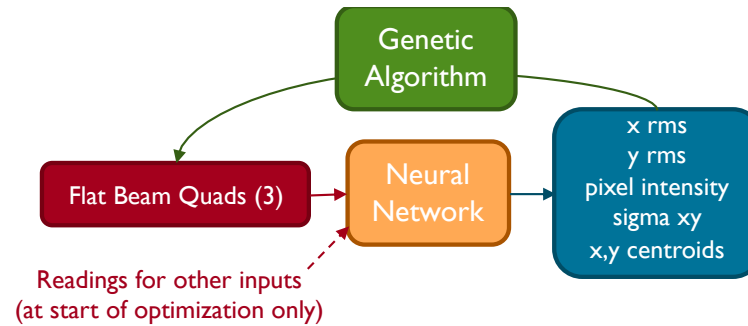 Genetic
Algorithm
Flat Beam Quads (3)
Neural
Network
x rms
y rms
pixel intensity
sigma xy
x,y centroids
Readings for other inputs
(at start of optimization only)